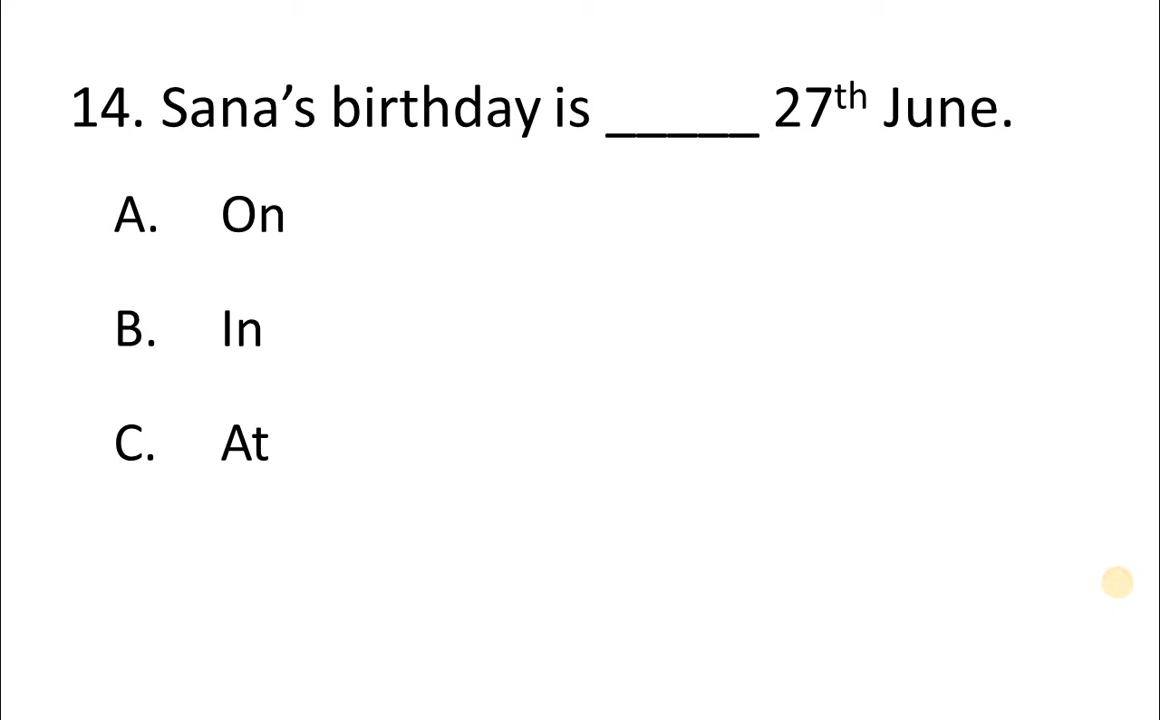 14. Sana’s birthday is _____ 27th June.
A. On
B. In
C. At